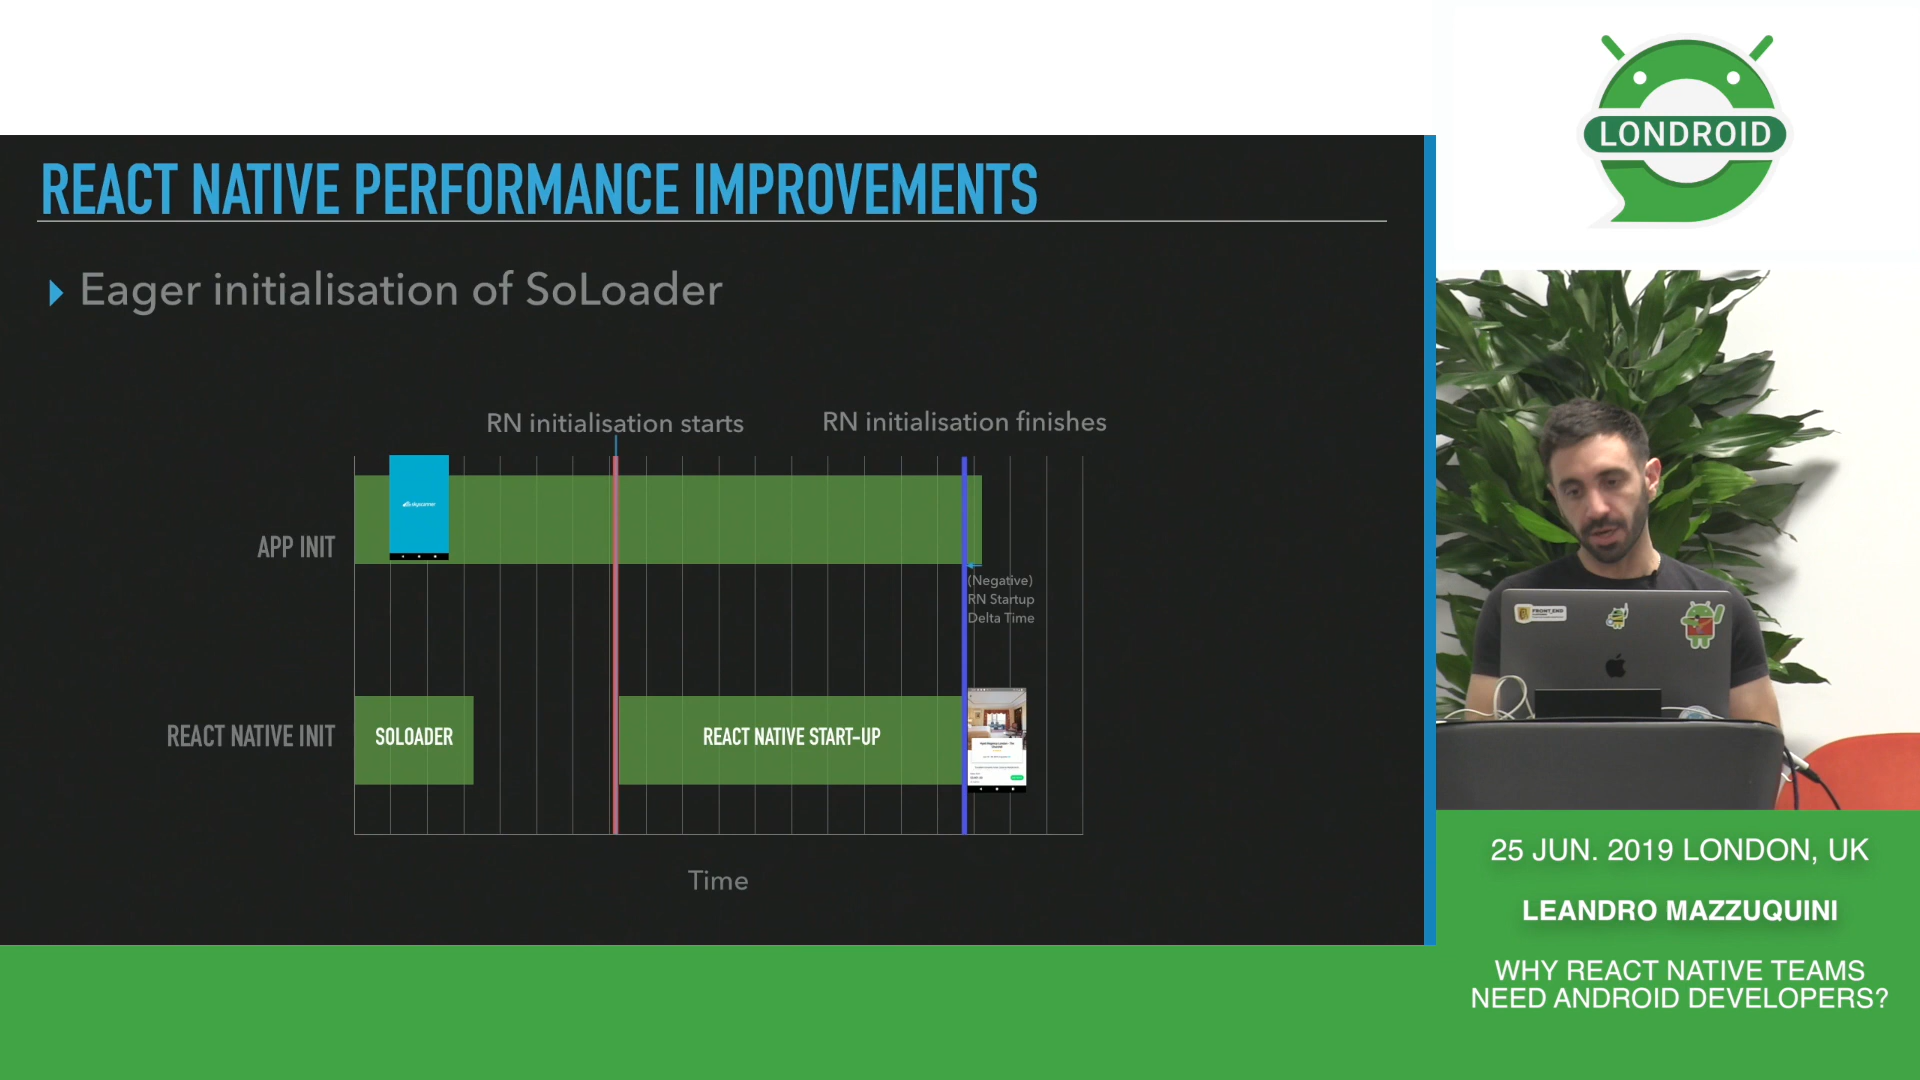 LONDROID
REACT NATIVE PERFORMANCE IMPROVEMENTS
Eager initialisation of SoLoader
RN initialisation starts
RN initialisation finishes
skyscanner
APP INIT
(Negative)
RN Startup
Delta Time
REACT NATIVE INIT
SOLOADER
REACT NATIVE START-UP
Time
FRONT_END
25 JUN. 2019 LONDON, UK
LEANDRO MAZZUQUINI
WHY REACT NATIVE TEAMS
NEED ANDROID DEVELOPERS?